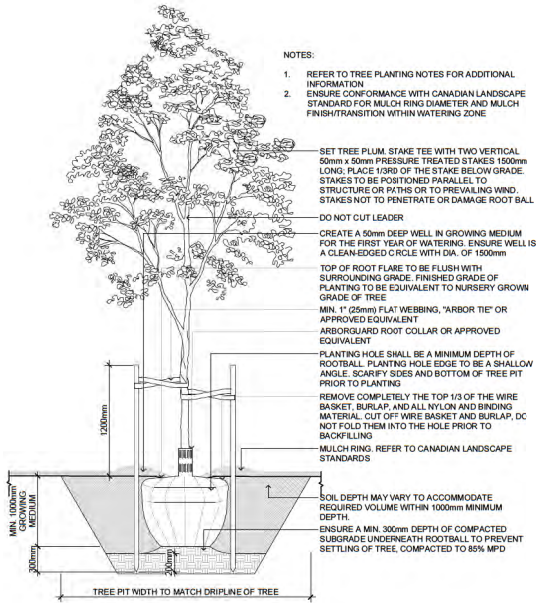 NOTES:
1. REFER TO TREE PLANTING NOTES FOR ADDITIONAL
INFORMATION
2. ENSURE CONFORMANCE WITH CANADIAN LANDSCAPE
STANDARD FOR MULCH RING DIAMETER AND MULCH
FINISH/TRANSITION WITHIN WATERING ZONE
SET TREE PLUM. STAKE TEE WITH TWO VERTICAL
50mm x 50mm PRESSURE TREATED STAKES 1500mm
LONG; PLACE 1/3RD OF THE STAKE BELOW GRADE.
STAKES TO BE POSITIONED PARALLEL TO
STRUCTURE OR PATHS OR TO PREVAILING WIND.
STAKES NOT TO PENETRATE OR DAMAGE ROOT BALL
DO NOT CUT LEADER
CREATE A 50mm DEEP WELL IN GROWING MEDIUM
FOR THE FIRST YEAR OF WATERING. ENSURE WELL IS
A CLEAN-EDGED CIRCLE WITH DIA. OF 1500mm
TOP OF ROOT FLARE TO BE FLUSH WITH
SURROUNDING GRADE. FINISHED GRADE OF
PLANTING TO BE EQUIVALENT TO NURSERY GROWN
GRADE OF TREE
MIN. 1" (25mm) FLAT WEBBING, "ARBOR TIE" OR
APPROVED EQUIVALENT
ARBORGUARD ROOT COLLAR OR APPROVED
EQUIVALENT
PLANTING HOLE SHALL BE A MINIMUM DEPTH OF
ROOTBALL. PLANTING HOLE EDGE TO BE A SHALLOW
ANGLE. SCARIFY SIDES AND BOTTOM OF TREE PIT
PRIOR TO PLANTING
1200mm
REMOVE COMPLETELY THE TOP 1/3 OF THE WIRE
BASKET, BURLAP, AND ALL NYLON AND BINDING
MATERIAL. CUT OFF WIRE BASKET AND BURLAP, DO
NOT FOLD THEM INTO THE HOLE PRIOR TO
BACKFILLING
MULCH RING. REFER TO CANADIAN LANDSCAPE
STANDARDS
MIN. 1000mm
GROWING
MEDIUM
SOIL DEPTH MAY VARY TO ACCOMMODATE
REQUIRED VOLUME WITHIN 1000mm MINIMUM
DEPTH.
ENSURE A MIN. 300mm DEPTH OF COMPACTED
SUBGRADE UNDERNEATH ROOTBALL TO PREVENT
SETTLING OF TREE, COMPACTED TO 85% MPD
300mm
200mm
TREE PIT WIDTH TO MATCH DRIPLINE OF TREE